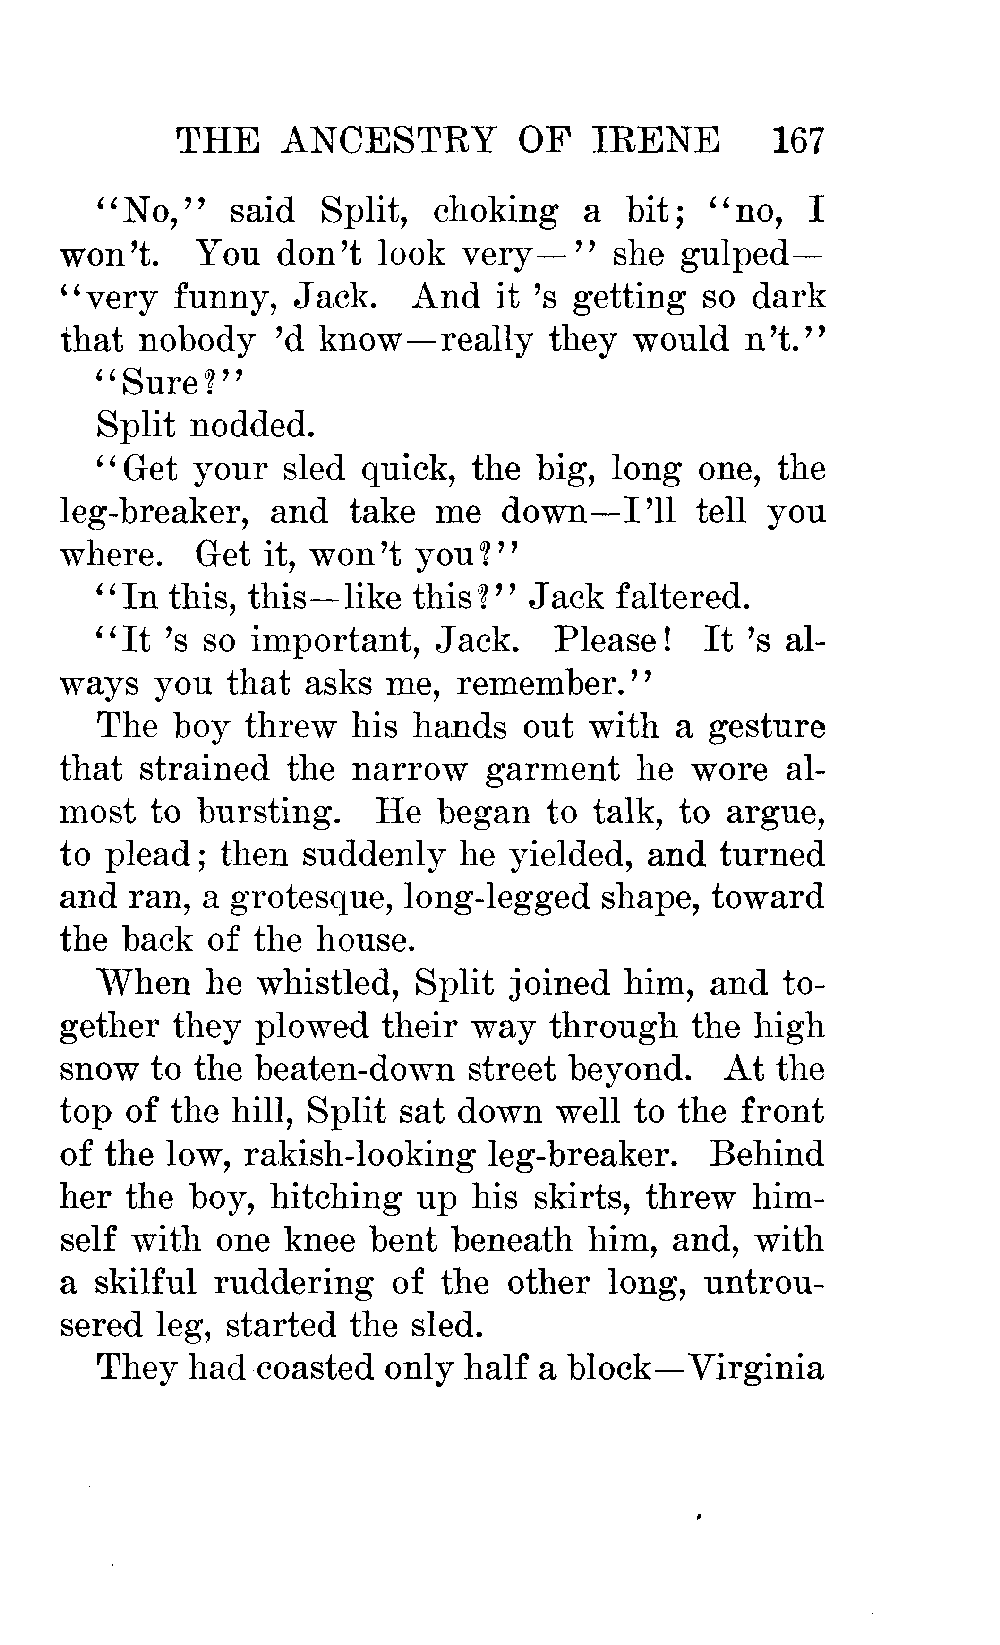 THE ANCESTRY OF IRENE 167
"No," said Split, choking a bit; "no, I
won't. You don't look very—" she gulped—
"very funny, Jack. And it 's getting so dark
that nobody 'd know—really they would n't."
"Sure?"
Split nodded.
"Get your sled quick, the big, long one, the
leg-breaker, and take me down—I'll tell you
where. Get it, won't you?"
"In this, this—like this?" Jack faltered.
"It 's so important, Jack. Please! It 's al-
ways you that asks me, remember."
The boy threw his hands out with a gesture
that strained the narrow garment he wore al-
most to bursting. He began to talk, to argue,
to plead; then suddenly he yielded, and turned
and ran, a grotesque, long-legged shape, toward
the back of the house.
When he whistled, Split joined him, and to-
gether they plowed their way through the high
snow to the beaten-down street beyond. At the
top of the hill, Split sat down well to the front
of the low, rakish-looking leg-breaker. Behind
her the boy, hitching up his skirts, threw him-
self with one knee bent beneath him, and, with
a skilful ruddering of the other long, untrou-
sered leg, started the sled.
They had coasted only half a block—Virginia